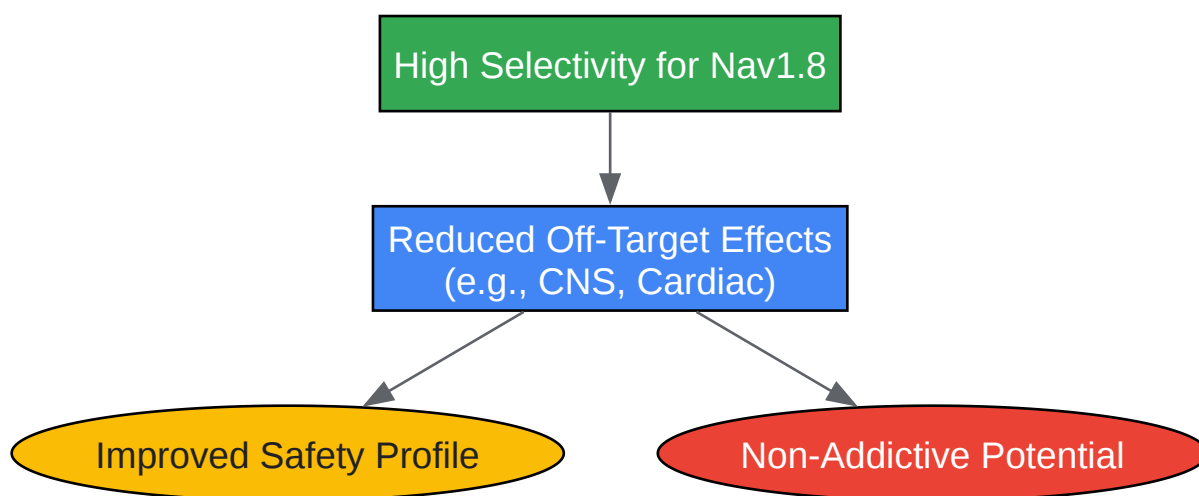 High Selectivity for Nav1.8
Reduced Off-Target Effects
(e.g., CNS, Cardiac)
Improved Safety Profile
Non-Addictive Potential